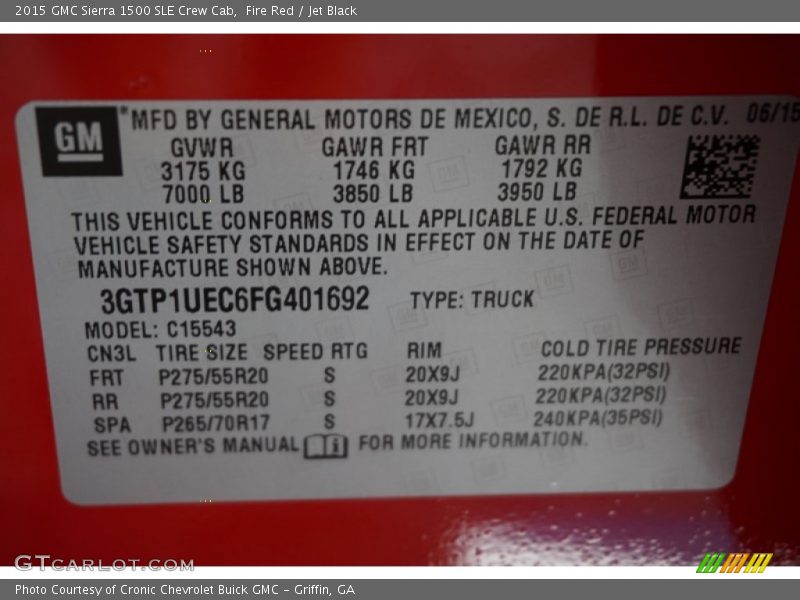 2015 GMC Sierra 1500 SLE Crew Cab,  Fire Red / Jet Black
GM
*MFD BY GENERAL MOTORS DE MEXICO, S. DE R.L. DE C.V. 06/15
GVWR GAWR FRT GAWR RR
3175 KG 1746 KG 1792 KG
7000 LB 3850 LB 3950 LB
THIS VEHICLE CONFORMS TO ALL APPLICABLE U.S. FEDERAL MOTOR
VEHICLE SAFETY STANDARDS IN EFFECT ON THE DATE OF
MANUFACTURE SHOWN ABOVE.
3GTP1UEC6FG401692 TYPE: TRUCK
MODEL: C15543
CN3L TIRE SIZE SPEED RTG RIM COLD TIRE PRESSURE
FRT P275/55R20 S 20X9J 220KPA(32PSI)
RR P275/55R20 S 20X9J 220KPA(32PSI)
SPA P265/70R17 S 17X7.5J 240KPA(35PSI)
SEE OWNER'S MANUAL FOR MORE INFORMATION.
GTcarlot.com
Photo Courtesy of Cronic Chevrolet Buick GMC - Griffin, GA